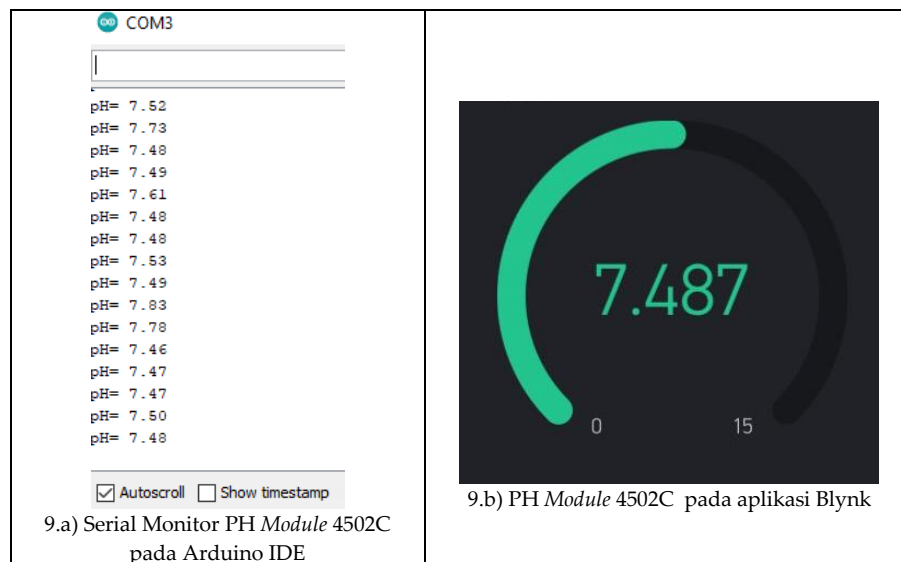 COM3
pH= 7.52
pH= 7.73
pH= 7.48
pH= 7.49
pH= 7.61
pH= 7.48
pH= 7.48
pH= 7.53
pH= 7.49
pH= 7.83
pH= 7.78
pH= 7.46
pH= 7.47
pH= 7.47
pH= 7.50
pH= 7.48
Autoscroll Show timestamp
9.a) Serial Monitor PH Module 4502C
pada Arduino IDE
7.487
0 15
9.b) PH Module 4502C pada aplikasi Blynk